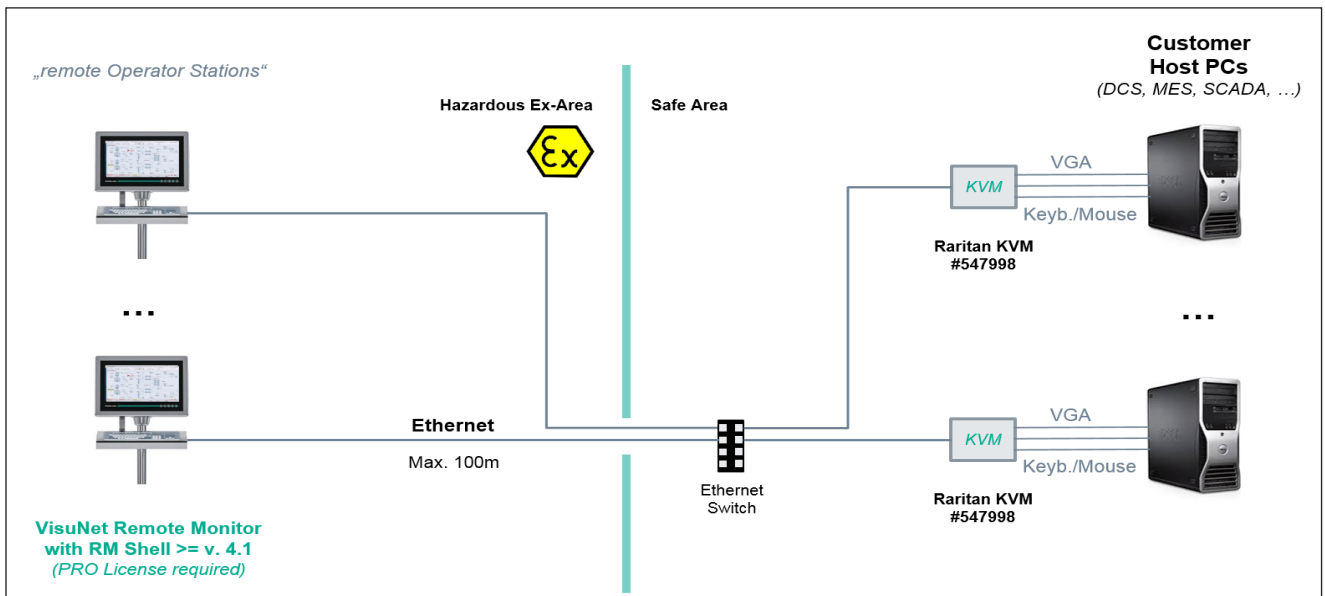 „remote Operator Stations“
Hazardous Ex-Area
Safe Area
Customer
Host PCs
(DCS, MES, SCADA, …)
Ex
VGA
KVM
Keyb./Mouse
Raritan KVM
#547998
...
...
Ethernet
Max. 100m
Ethernet
Switch
VGA
KVM
Keyb./Mouse
Raritan KVM
#547998
VisuNet Remote Monitor
with RM Shell >= v. 4.1
(PRO License required)